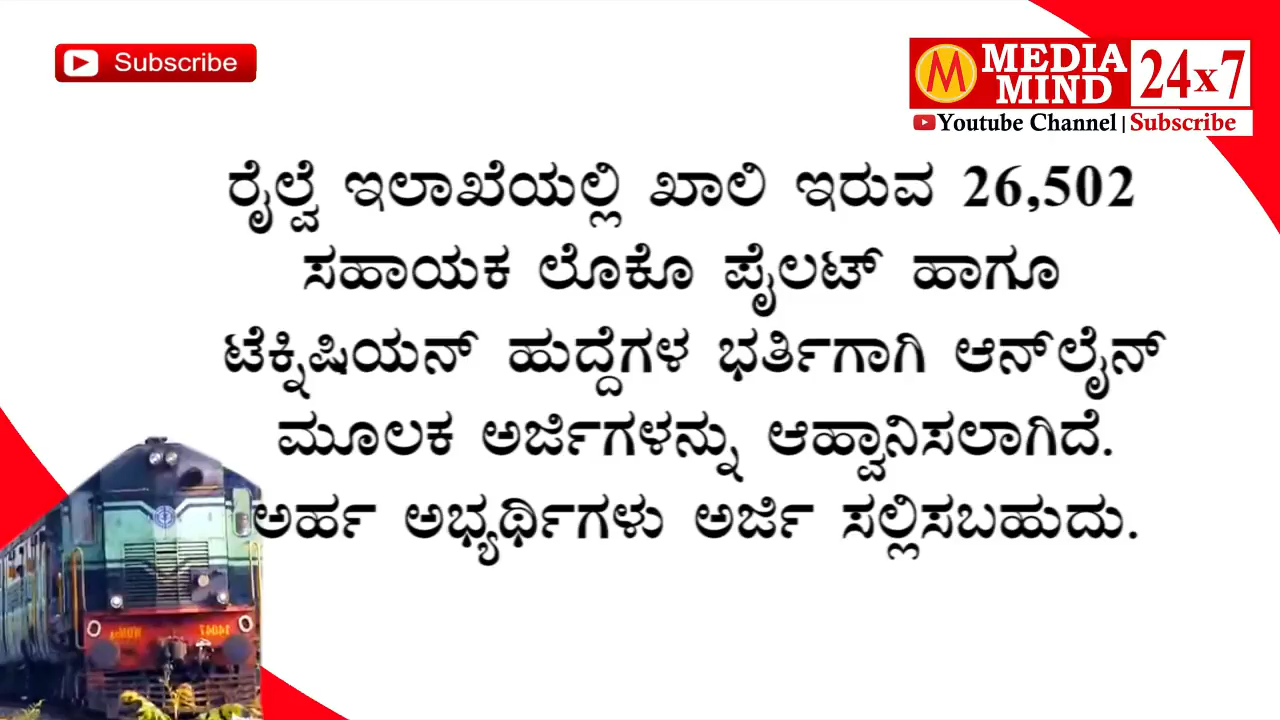 Subscribe
M MEDIA MIND 24x7
Youtube Channel | Subscribe
ರೈಲ್ವೆ ಇಲಾಖೆಯಲ್ಲಿ ಖಾಲಿ ಇರುವ 26,502
ಸಹಾಯಕ ಲೊಕೊ ಪೈಲಟ್ ಹಾಗೂ
ಟೆಕ್ನಿಷಿಯನ್ ಹುದ್ದೆಗಳ ಭರ್ತಿಗಾಗಿ ಆನ್‌ಲೈನ್
ಮೂಲಕ ಅರ್ಜಿಗಳನ್ನು ಆಹ್ವಾನಿಸಲಾಗಿದೆ.
ಅರ್ಹ ಅಭ್ಯರ್ಥಿಗಳು ಅರ್ಜಿ ಸಲ್ಲಿಸಬಹುದು.